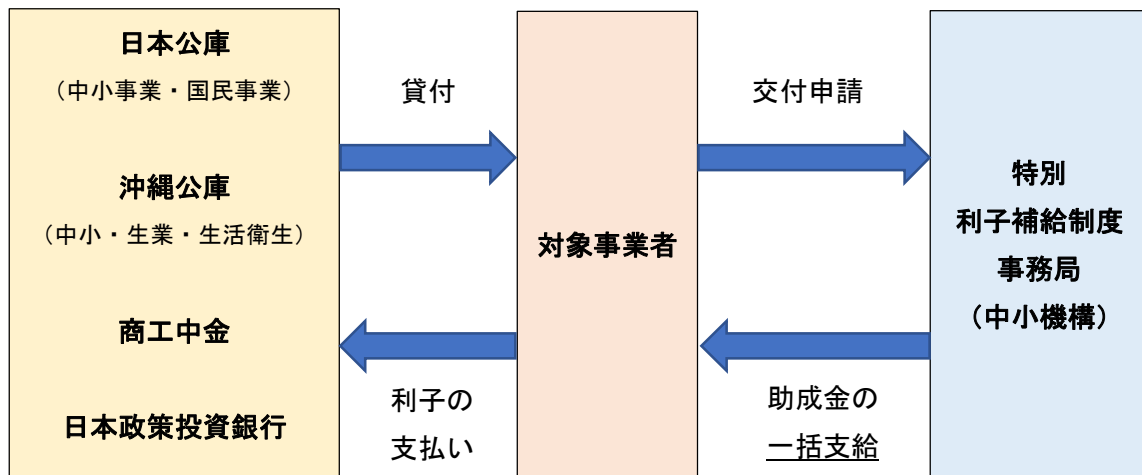 日本公庫
（中小事業・国民事業）
沖縄公庫
（中小・生業・生活衛生）
商工中金
日本政策投資銀行
貸付
利子の
支払い
対象事業者
交付申請
助成金の
一括支給
特別
利子補給制度
事務局
（中小機構）